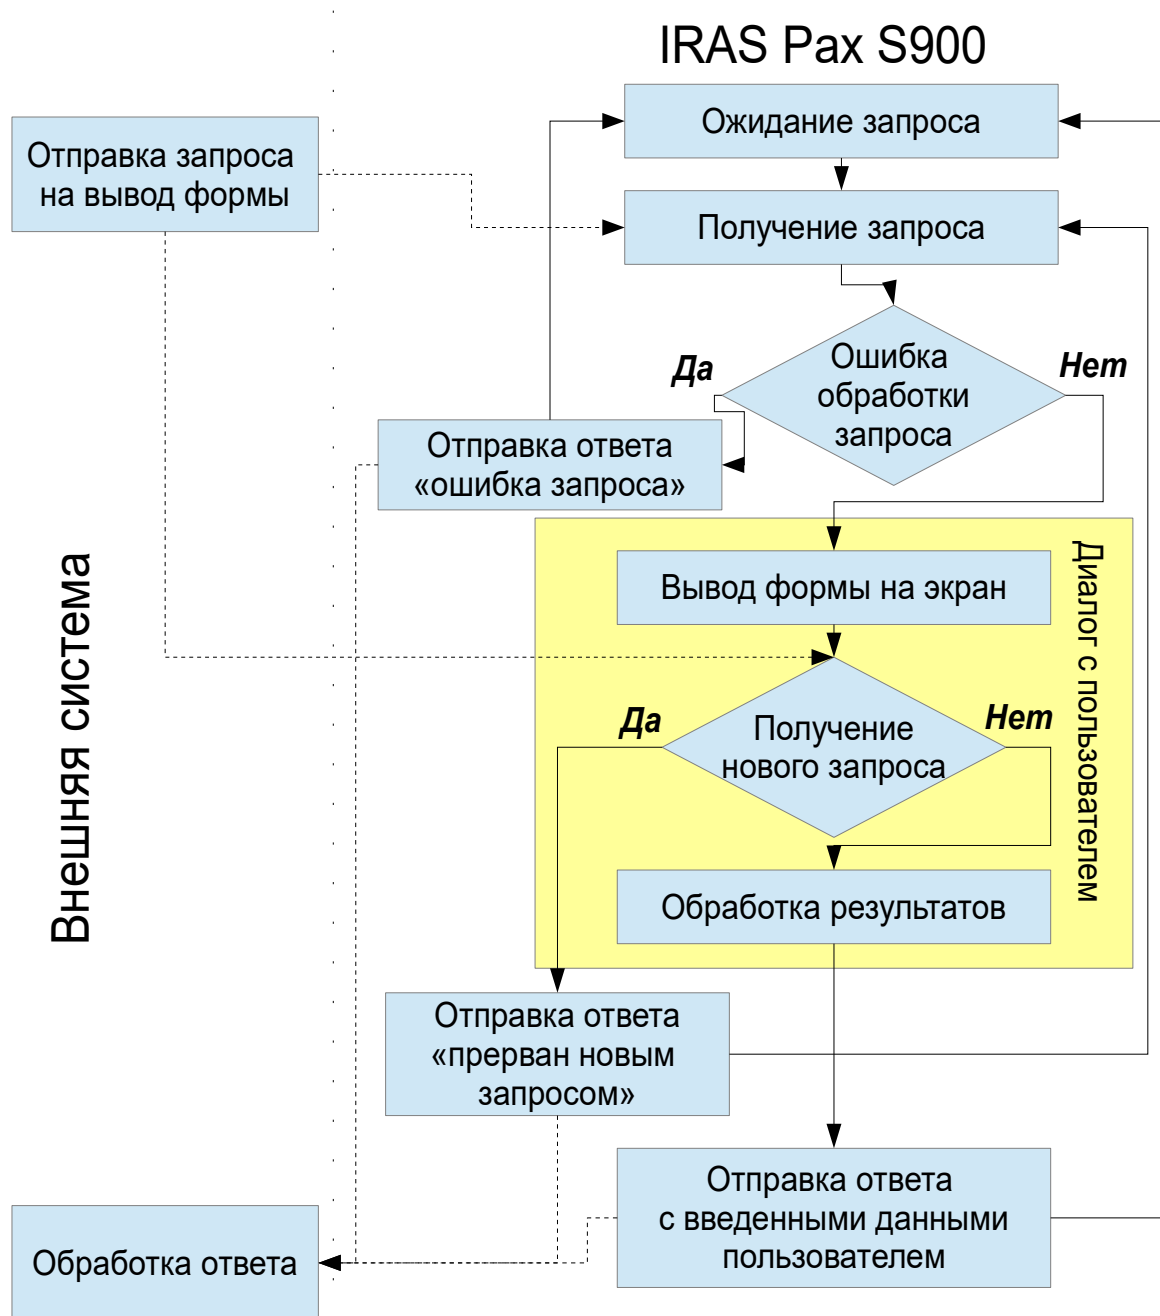 IRAS Pax S900
Ожидание запроса
Отправка запроса
на вывод формы
Получение запроса
Ошибка
обработки
запроса
Да
Нет
Отправка ответа
«ошибка запроса»
Диалог с пользователем
Вывод формы на экран
Внешняя система
Получение
нового запроса
Да
Нет
Обработка результатов
Отправка ответа
«прерван новым
запросом»
Отправка ответа
с введенными данными
пользователем
Обработка ответа